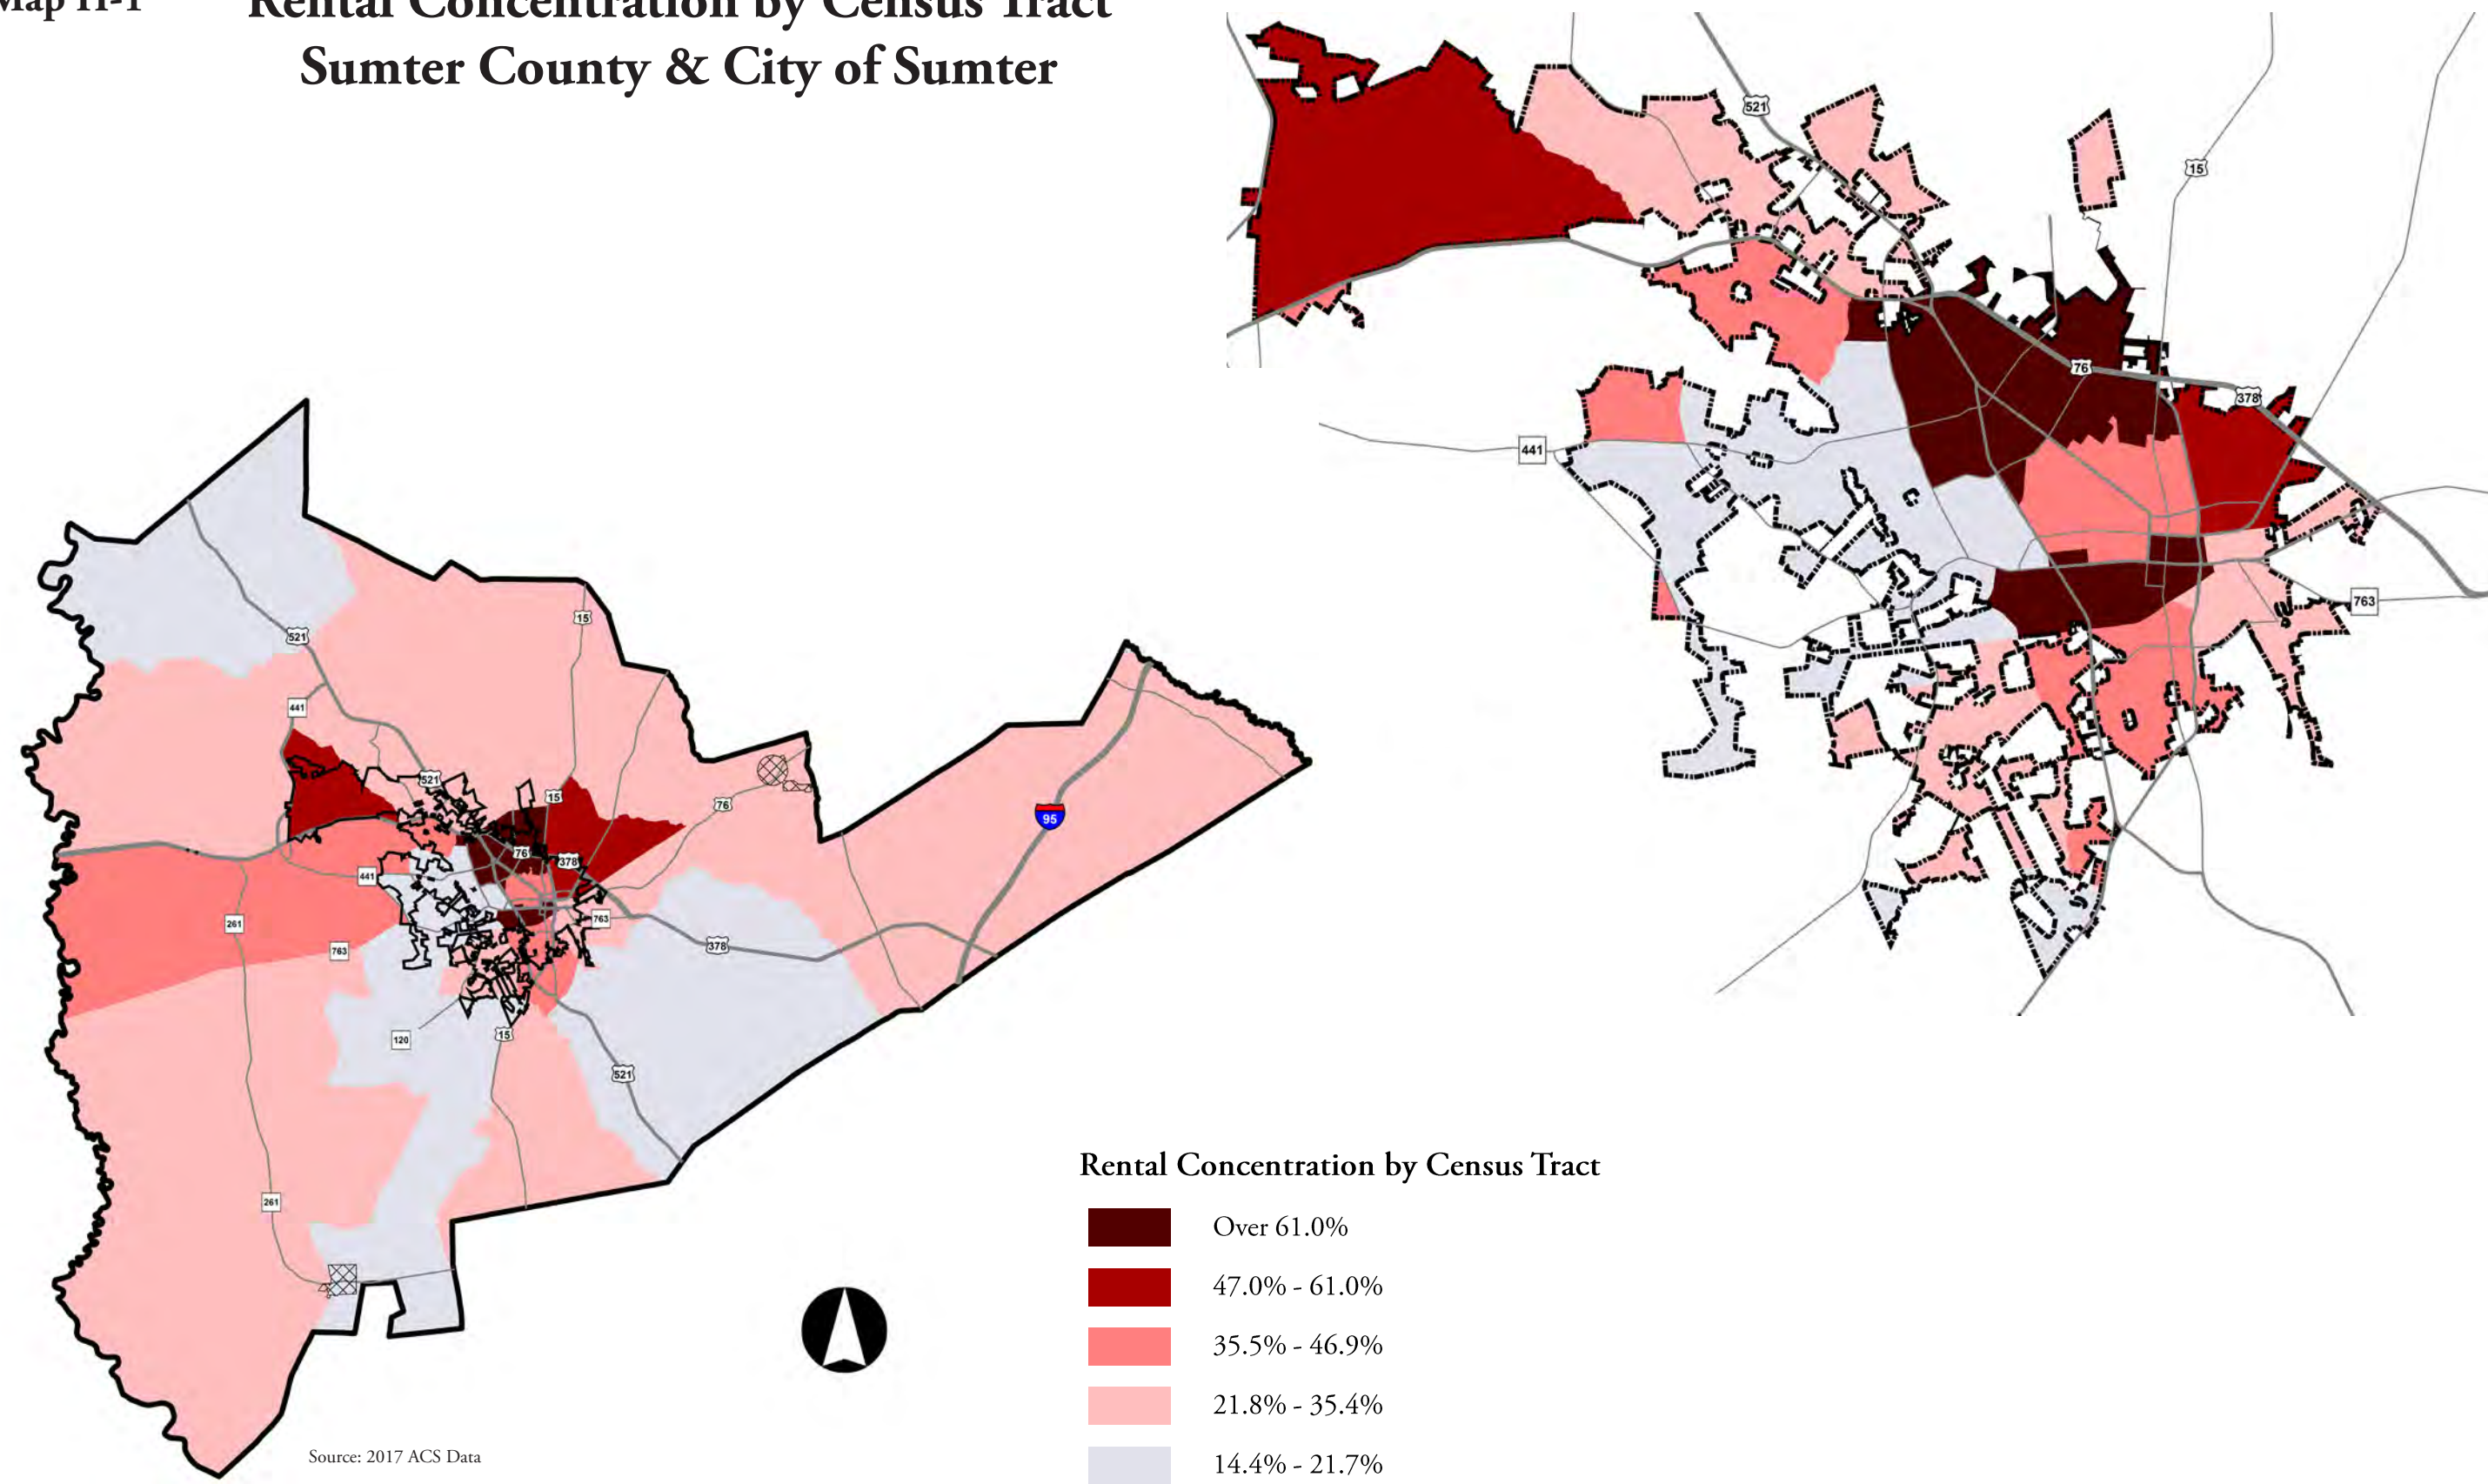 Map H-1
Rental Concentration by Census Tract
Sumter County & City of Sumter
521
15
441
76
378
763
15
521
441
521
15
76
95
76
378
441
763
261
763
378
120
15
521
261
Rental Concentration by Census Tract
Over 61.0%
47.0% - 61.0%
35.5% - 46.9%
21.8% - 35.4%
14.4% - 21.7%
Source: 2017 ACS Data